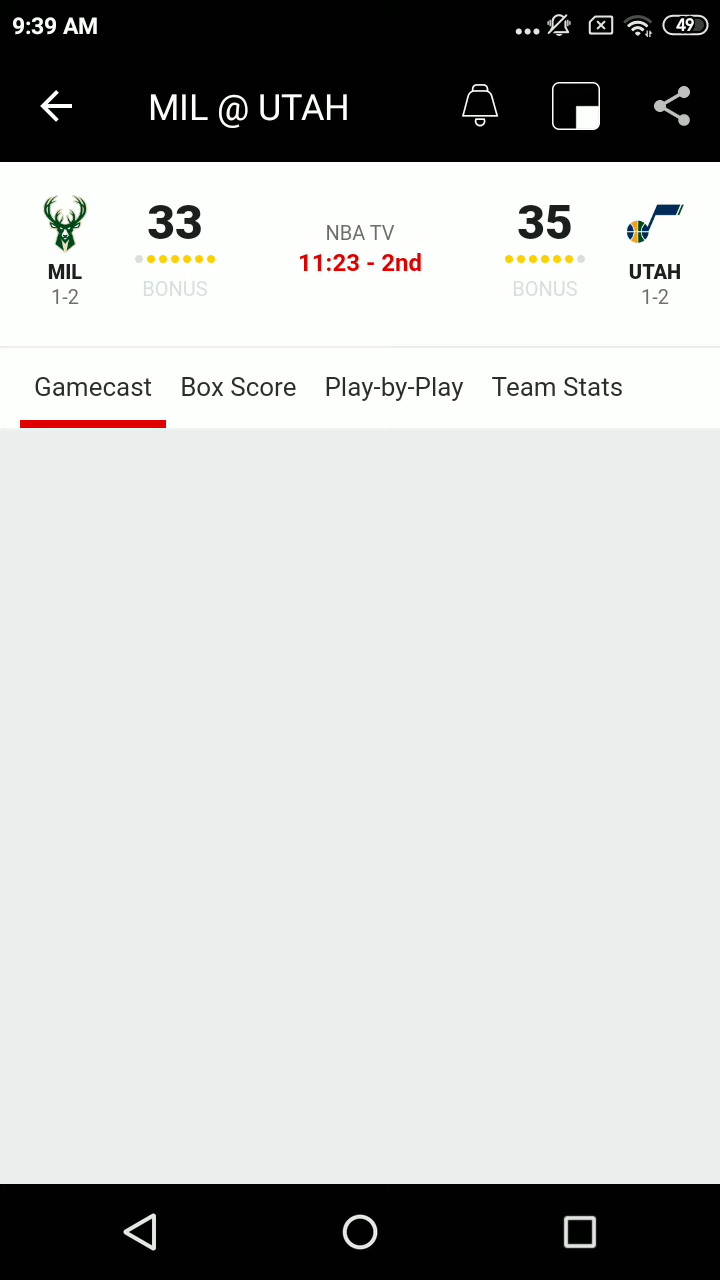 9:39 AM
49
MIL @ UTAH
33
35
NBA TV
11:23 - 2nd
MIL
UTAH
1-2
BONUS
BONUS
1-2
Gamecast Box Score Play-by-Play Team Stats